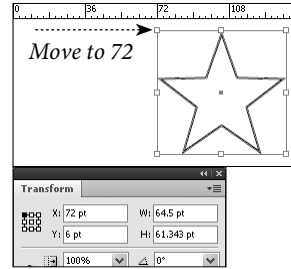 0 36 72 108
Move to 72
Transform
X: 72 pt W: 64.5 pt
Y: 6 pt H: 61.343 pt
100% 0°